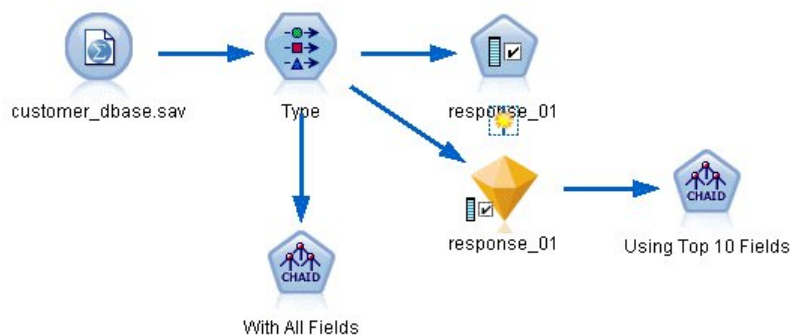 customer_dbase.sav
Type
response_01
response_01
CHAID
Using Top 10 Fields
CHAID
With All Fields